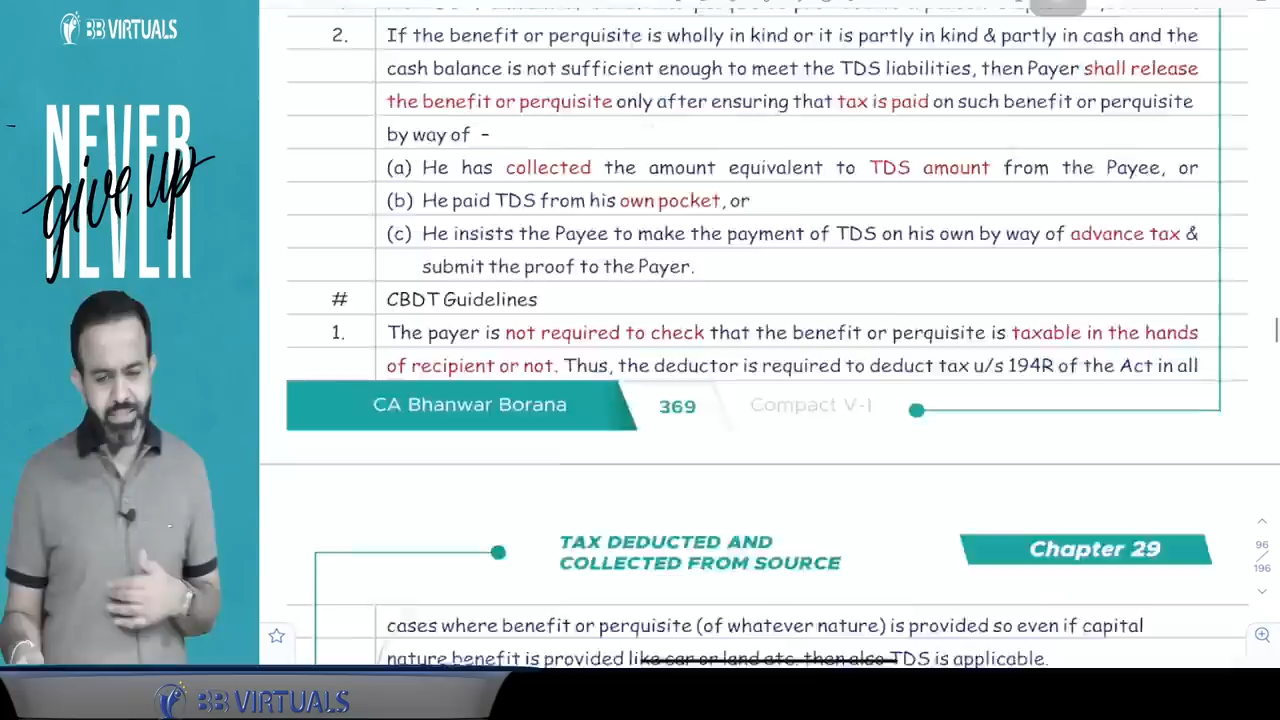 BB VIRTUALS
NEVER
give up
NEVER
2. If the benefit or perquisite is wholly in kind or it is partly in kind & partly in cash and the
cash balance is not sufficient enough to meet the TDS liabilities, then Payer shall release
the benefit or perquisite only after ensuring that tax is paid on such benefit or perquisite
by way of -
(a) He has collected the amount equivalent to TDS amount from the Payee, or
(b) He paid TDS from his own pocket, or
(c) He insists the Payee to make the payment of TDS on his own by way of advance tax &
submit the proof to the Payer.
# CBDT Guidelines
1. The payer is not required to check that the benefit or perquisite is taxable in the hands
of recipient or not. Thus, the deductor is required to deduct tax u/s 194R of the Act in all
CA Bhanwar Borana 369 Compact V-I
TAX DEDUCTED AND
COLLECTED FROM SOURCE
Chapter 29
96
196
cases where benefit or perquisite (of whatever nature) is provided so even if capital
nature benefit is provided like car or land etc. then also TDS is applicable.
BB VIRTUALS